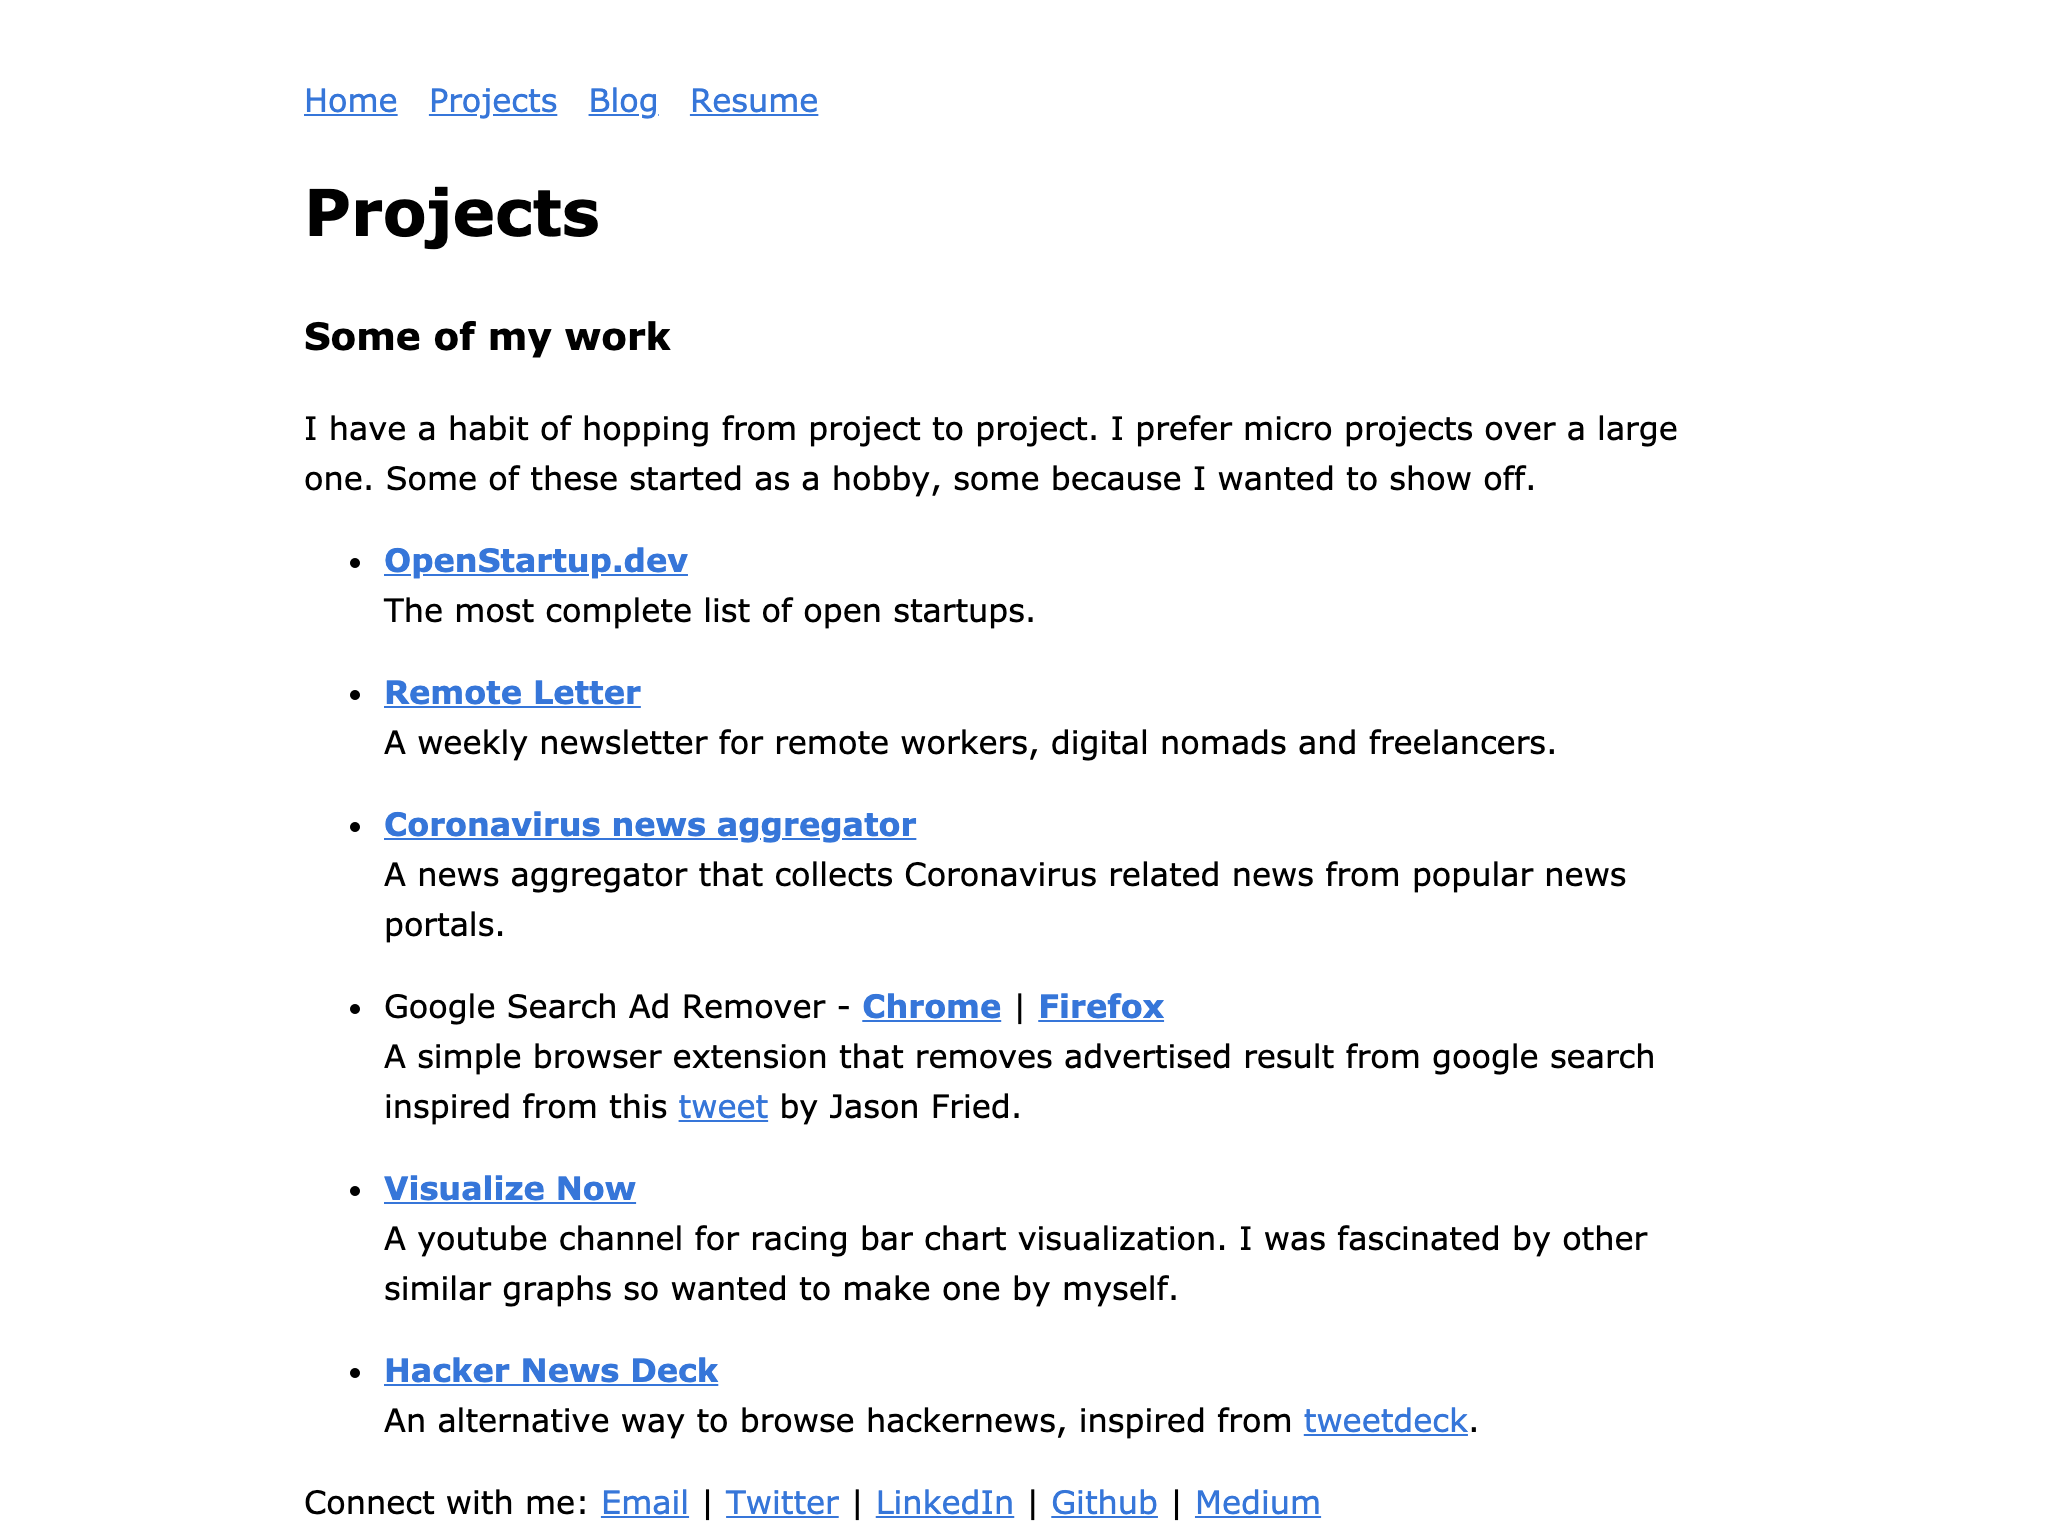 Home Projects Blog Resume
Projects
Some of my work
I have a habit of hopping from project to project. I prefer micro projects over a large
one. Some of these started as a hobby, some because I wanted to show off.
• OpenStartup.dev
The most complete list of open startups.
• Remote Letter
A weekly newsletter for remote workers, digital nomads and freelancers.
• Coronavirus news aggregator
A news aggregator that collects Coronavirus related news from popular news
portals.
• Google Search Ad Remover - Chrome | Firefox
A simple browser extension that removes advertised result from google search
inspired from this tweet by Jason Fried.
• Visualize Now
A youtube channel for racing bar chart visualization. I was fascinated by other
similar graphs so wanted to make one by myself.
• Hacker News Deck
An alternative way to browse hackernews, inspired from tweetdeck.
Connect with me: Email | Twitter | LinkedIn | Github | Medium